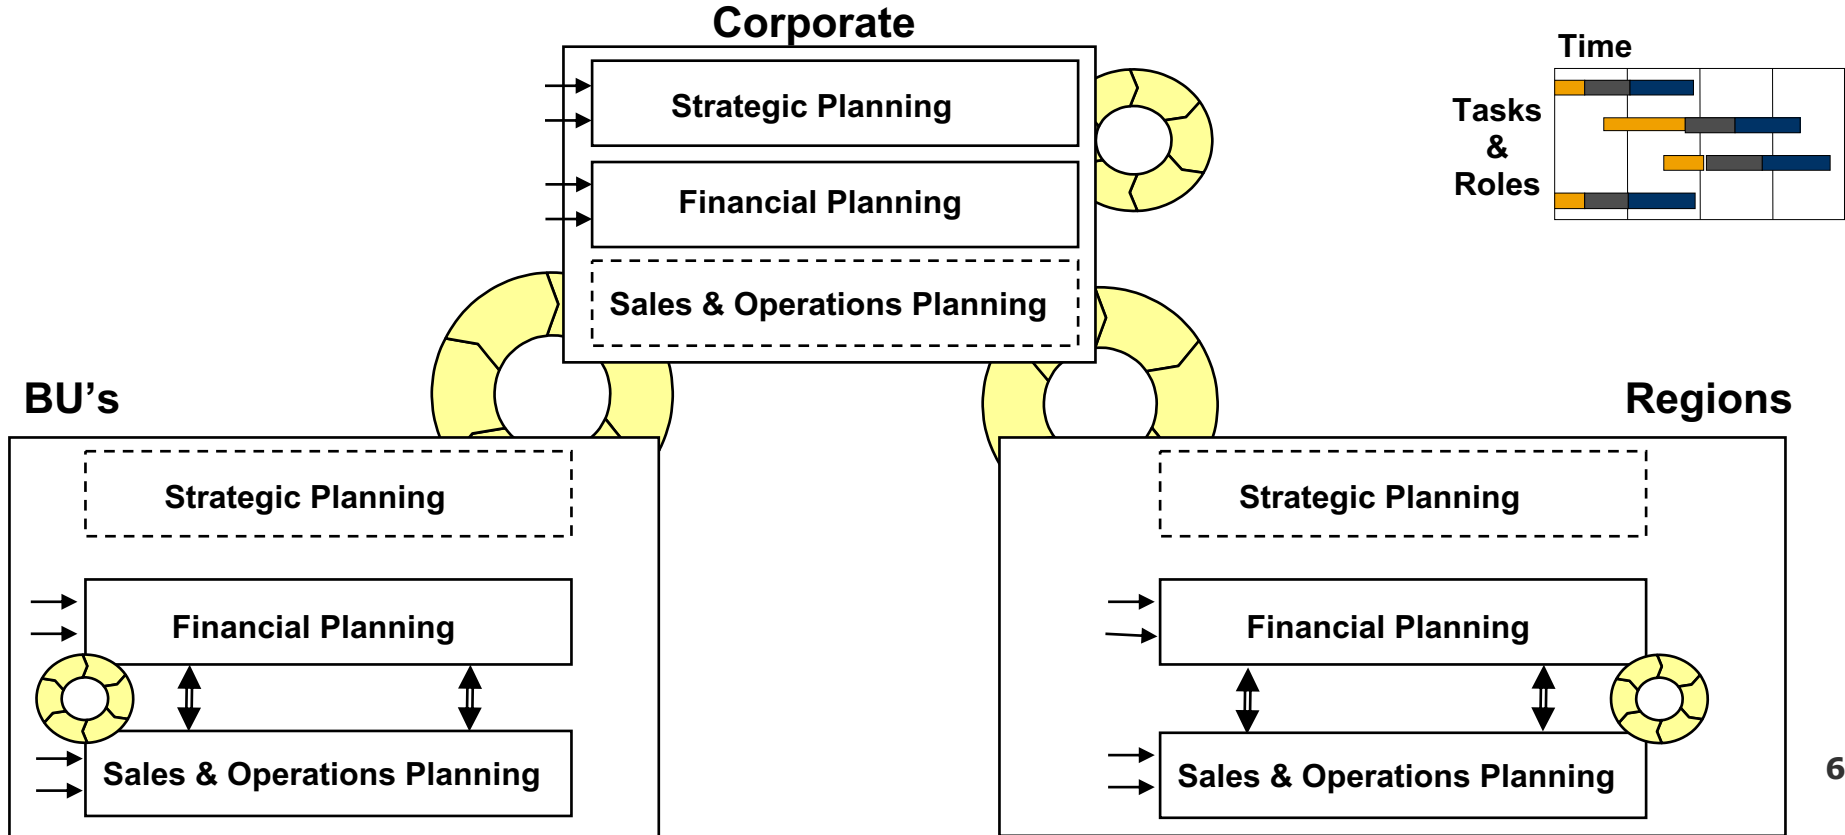 Corporate
Strategic Planning
Financial Planning
Sales & Operations Planning
Time
Tasks
&
Roles
BU's
Strategic Planning
Financial Planning
Sales & Operations Planning
Regions
Strategic Planning
Financial Planning
Sales & Operations Planning
6